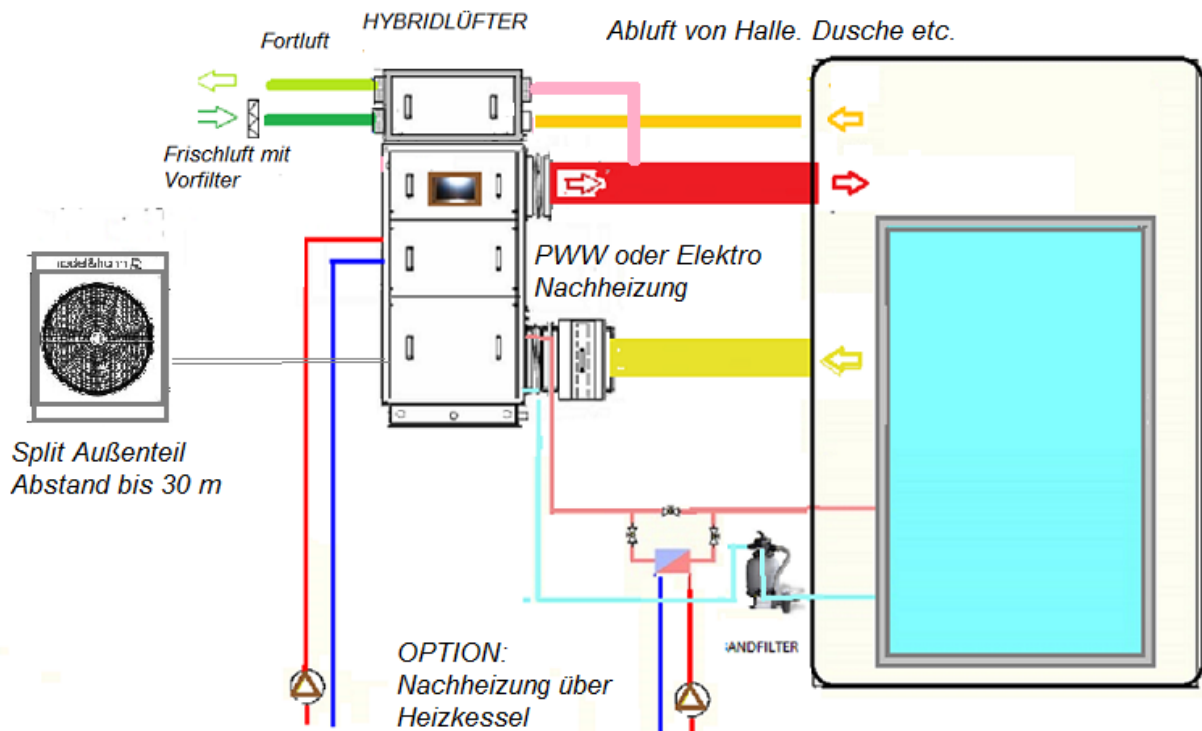 HYBRIDLÜFTER
Fortluft
Abluft von Halle. Dusche etc.
Frischluft mit
Vorfilter
PWW oder Elektro
Nachheizung
Split Außenteil
Abstand bis 30 m
ANDFILTER
OPTION:
Nachheizung über
Heizkessel